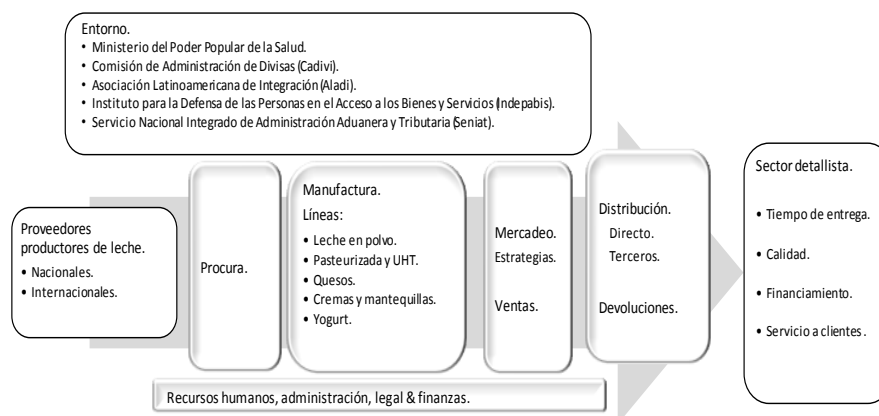 Entorno.
• Ministerio del Poder Popular de la Salud.
• Comisión de Administración de Divisas (Cadivi).
• Asociación Latinoamericana de Integración (Aladi).
• Instituto para la Defensa de las Personas en el Acceso a los Bienes y Servicios (Indepabis).
• Servicio Nacional Integrado de Administración Aduanera y Tributaria (Seniat).
Proveedores
productores de leche.
• Nacionales.
• Internacionales.
Procura.
Manufactura.
Líneas:
• Leche en polvo.
• Pasteurizada y UHT.
• Quesos.
• Cremas y mantequillas.
• Yogurt.
Mercadeo.
Estrategias.
Ventas.
Distribución.
Directo.
Terceros.
Devoluciones.
Sector detallista.
• Tiempo de entrega.
• Calidad.
• Financiamiento.
• Servicio a clientes.
Recursos humanos, administración, legal & finanzas.